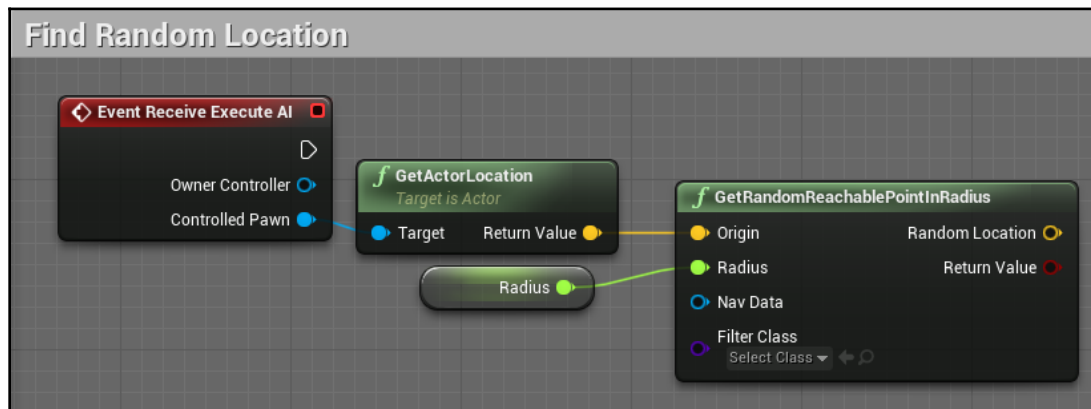 Find Random Location
Event Receive Execute AI
Owner Controller
Controlled Pawn
f GetActorLocation
Target is Actor
Target Return Value
Radius
f GetRandomReachablePointInRadius
Origin Random Location
Radius Return Value
Nav Data
Filter Class
Select Class